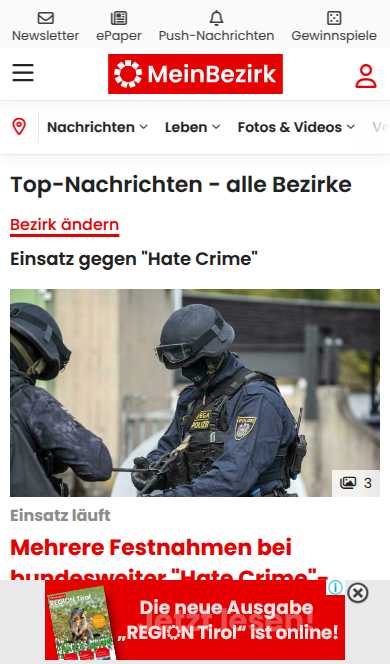 Newsletter
ePaper
Push-Nachrichten
Gewinnspiele
MeinBezirk
Nachrichten
Leben
Fotos & Videos
Top-Nachrichten - alle Bezirke
Bezirk ändern
Einsatz gegen "Hate Crime"
POLIZEI
3
Einsatz läuft
Mehrere Festnahmen bei
bundesweiter "Hate Crime"-
REGION Tirol
Die neue Ausgabe
„REGION Tirol“ ist online!
Jetzt lesen!